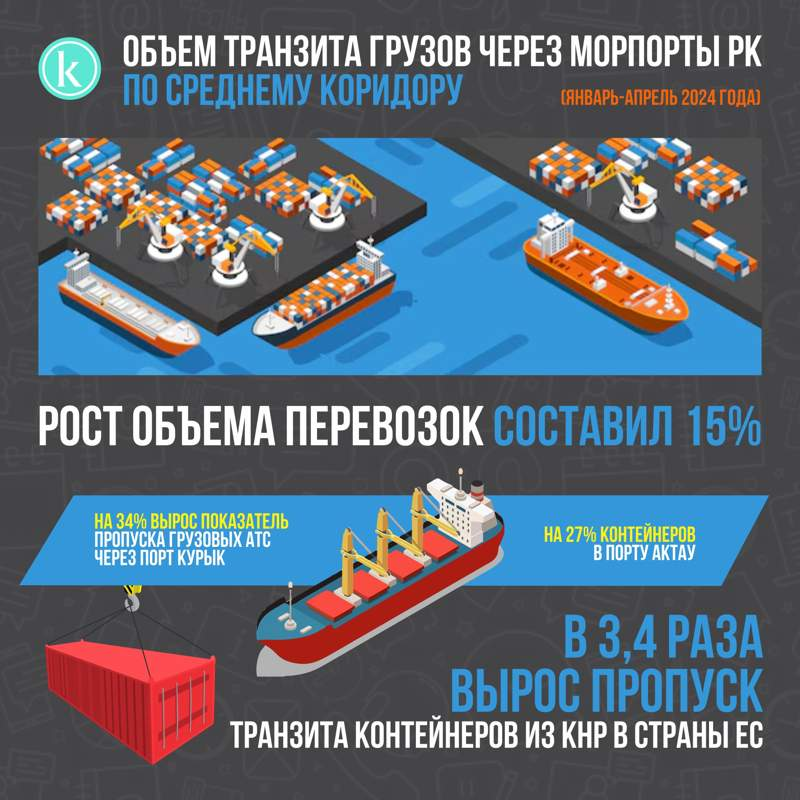 k
ОБЪЕМ ТРАНЗИТА ГРУЗОВ ЧЕРЕЗ МОРПОРТЫ РК
ПО СРЕДНЕМУ КОРИДОРУ
(ЯНВАРЬ-АПРЕЛЬ 2024 ГОДА)
РОСТ ОБЪЕМА ПЕРЕВОЗОК СОСТАВИЛ 15%
НА 34% ВЫРОС ПОКАЗАТЕЛЬ
ПРОПУСКА ГРУЗОВЫХ АТС
ЧЕРЕЗ ПОРТ КУРЫК
НА 27% КОНТЕЙНЕРОВ
В ПОРТУ АКТАУ
В 3,4 РАЗА
ВЫРОС ПРОПУСК
ТРАНЗИТА КОНТЕЙНЕРОВ ИЗ КНР В СТРАНЫ ЕС